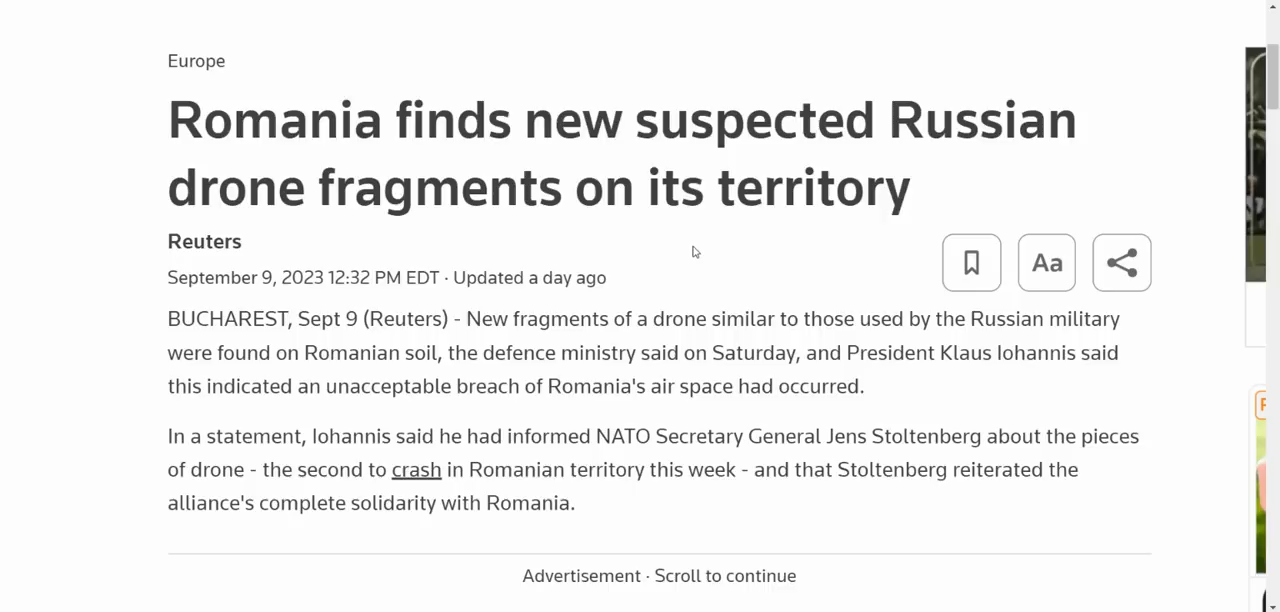 Europe
Romania finds new suspected Russian
drone fragments on its territory
Reuters
September 9, 2023 12:32 PM EDT · Updated a day ago
Aa
BUCHAREST, Sept 9 (Reuters) - New fragments of a drone similar to those used by the Russian military
were found on Romanian soil, the defence ministry said on Saturday, and President Klaus Iohannis said
this indicated an unacceptable breach of Romania's air space had occurred.
In a statement, Iohannis said he had informed NATO Secretary General Jens Stoltenberg about the pieces
of drone - the second to crash in Romanian territory this week - and that Stoltenberg reiterated the
alliance's complete solidarity with Romania.
Advertisement · Scroll to continue